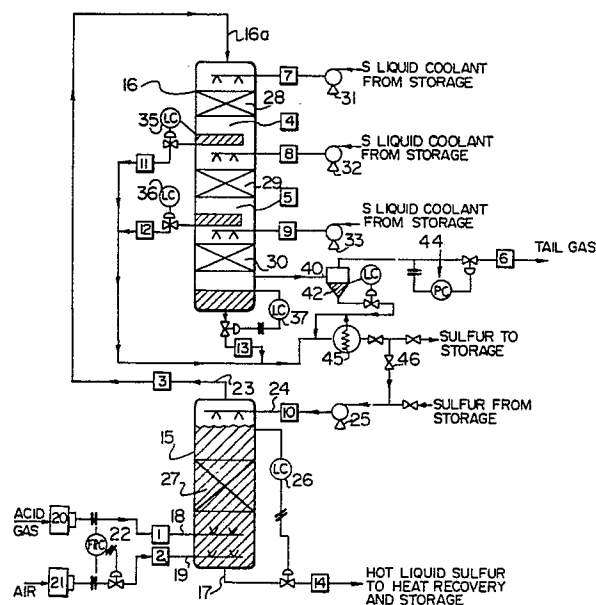 16a
S LIQUID COOLANT
FROM STORAGE
7
31
16
28
35
LC
4
S LIQUID COOLANT
FROM STORAGE
11
8
32
36
LC
29
5
S LIQUID COOLANT
FROM STORAGE
12
9
33
44
30
40
LC
6
TAIL GAS
42
PC
LC
37
13
45
SULFUR TO
STORAGE
46
3
23
24
10
25
SULFUR FROM
STORAGE
15
27
LC
26
ACID
GAS
20
1
18
22
FRC
2
19
AIR
21
17
14
HOT LIQUID SULFUR
TO HEAT RECOVERY
AND STORAGE